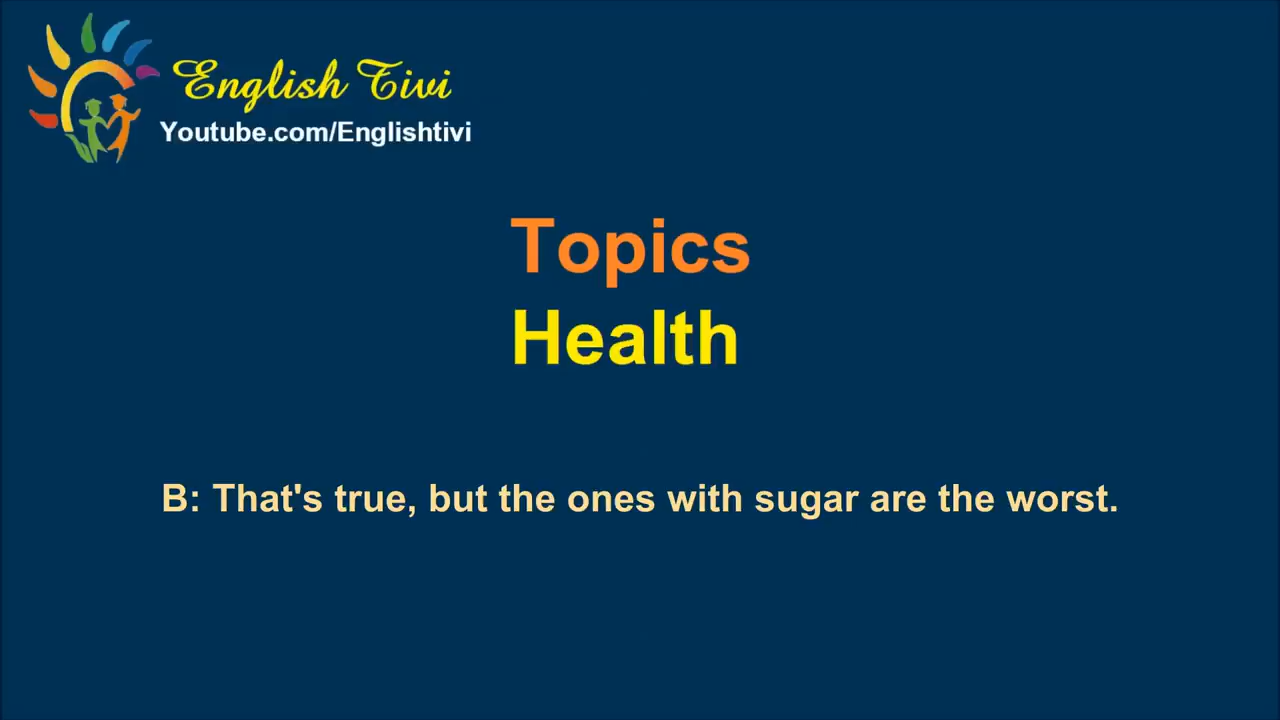 English Tivi
Youtube.com/Englishtivi
Topics
Health
B: That's true, but the ones with sugar are the worst.